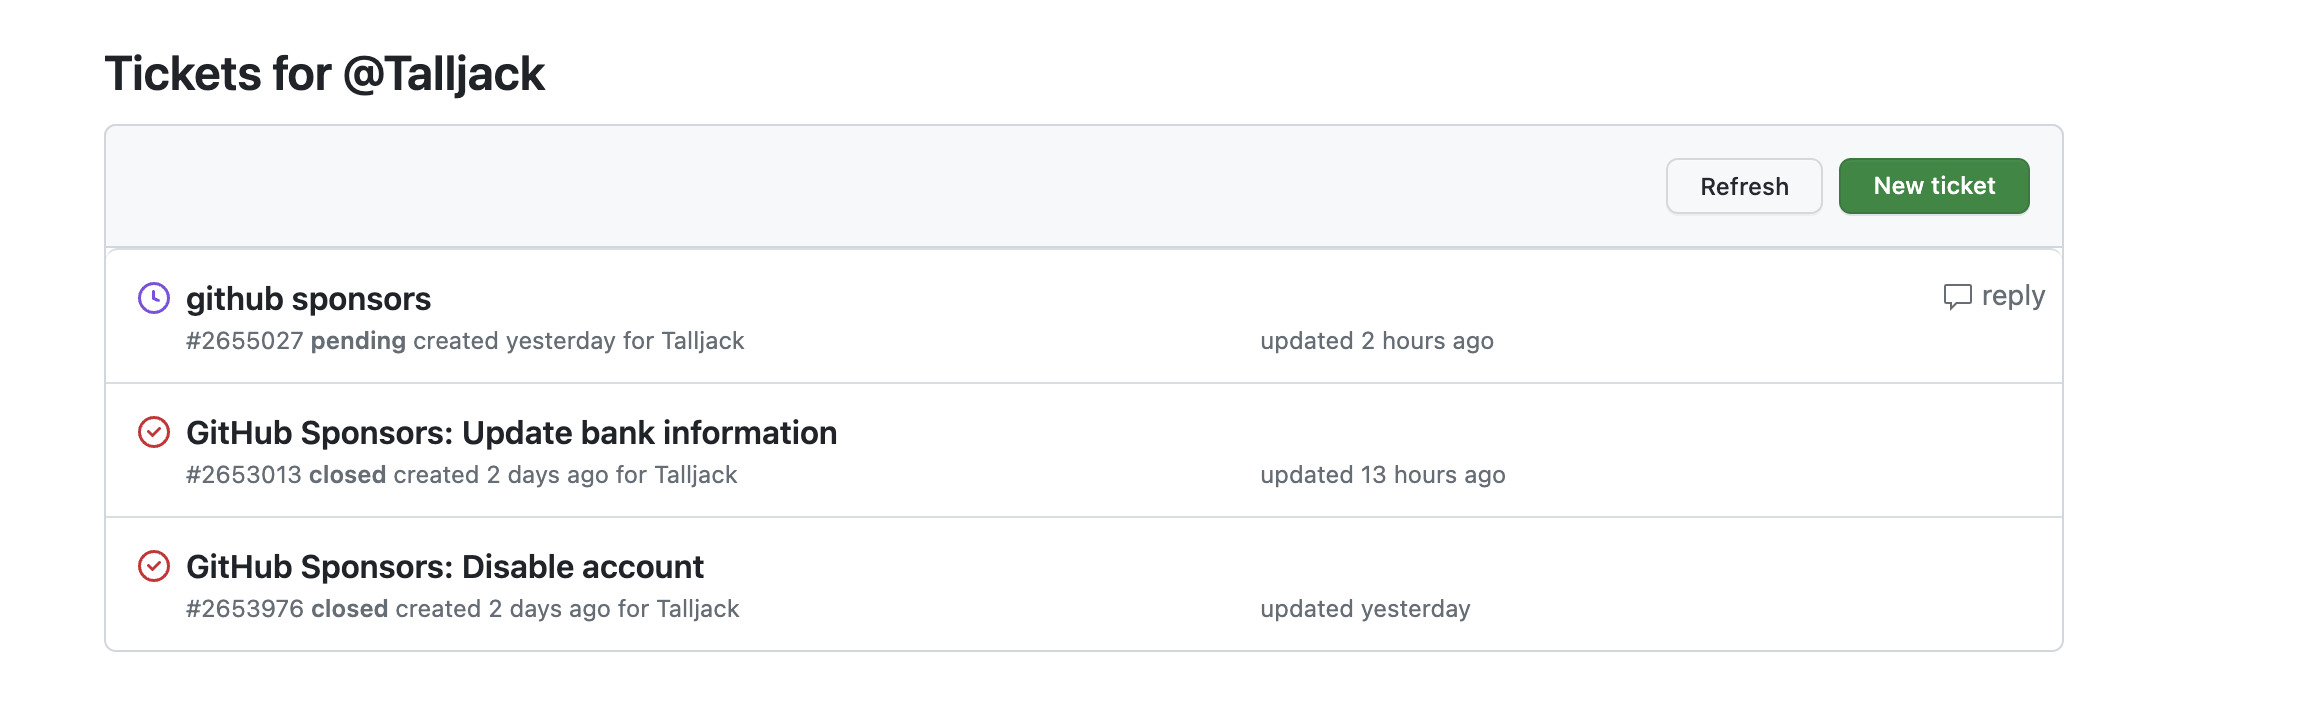 Tickets for @Talljack
Refresh
New ticket
github sponsors
reply
#2655027 pending created yesterday for Talljack
updated 2 hours ago
GitHub Sponsors: Update bank information
#2653013 closed created 2 days ago for Talljack
updated 13 hours ago
GitHub Sponsors: Disable account
#2653976 closed created 2 days ago for Talljack
updated yesterday